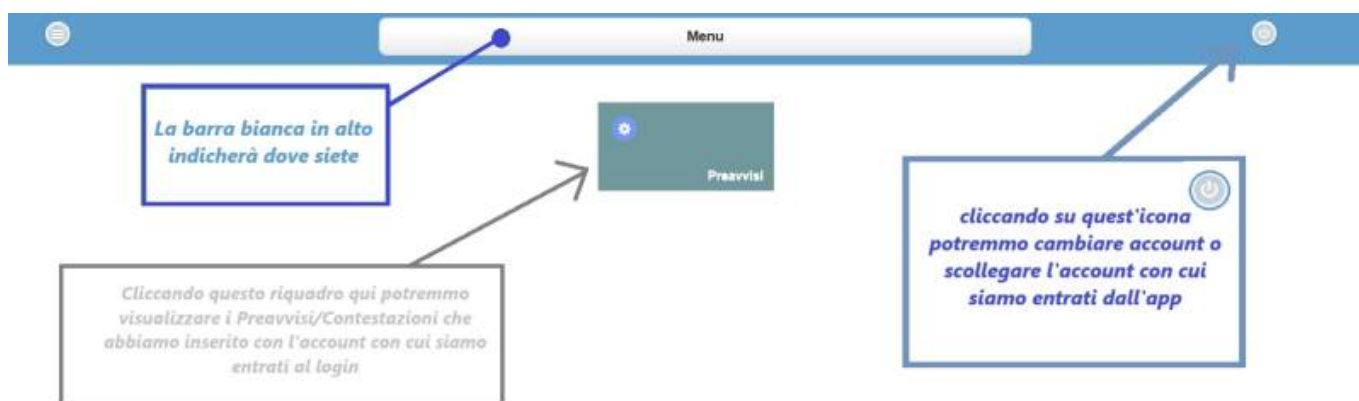 Menu
La barra bianca in alto
indicherà dove siete
Preavvisi
Cliccando questo riquadro qui potremmo
visualizzare i Preavvisi/Contestazioni che
abbiamo inserito con l'account con cui siamo
entrati al login
cliccando su quest'icona
potremmo cambiare account o
scollegare l'account con cui
siamo entrati dall'app